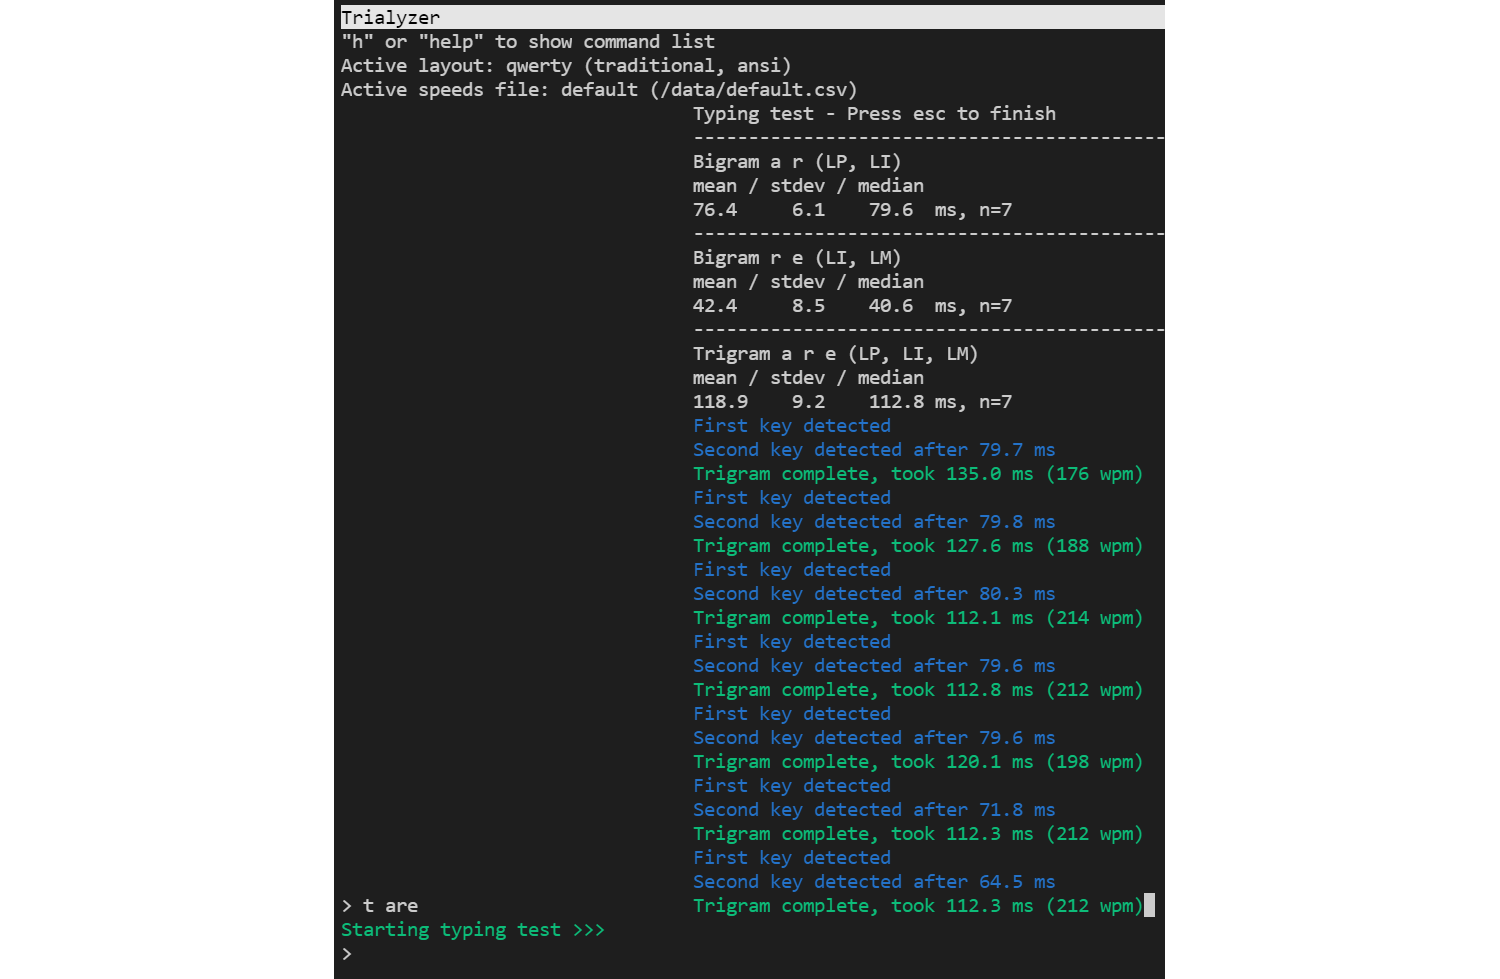 Trialyzer
"h" or "help" to show command list
Active layout: qwerty (traditional, ansi)
Active speeds file: default (/data/default.csv)
Typing test - Press esc to finish
-------------------------------------------
Bigram a r (LP, LI)
mean / stdev / median
76.4     6.1    79.6  ms, n=7
-------------------------------------------
Bigram r e (LI, LM)
mean / stdev / median
42.4     8.5    40.6  ms, n=7
-------------------------------------------
Trigram a r e (LP, LI, LM)
mean / stdev / median
118.9    9.2    112.8 ms, n=7
First key detected
Second key detected after 79.7 ms
Trigram complete, took 135.0 ms (176 wpm)
First key detected
Second key detected after 79.8 ms
Trigram complete, took 127.6 ms (188 wpm)
First key detected
Second key detected after 80.3 ms
Trigram complete, took 112.1 ms (214 wpm)
First key detected
Second key detected after 79.6 ms
Trigram complete, took 112.8 ms (212 wpm)
First key detected
Second key detected after 79.6 ms
Trigram complete, took 120.1 ms (198 wpm)
First key detected
Second key detected after 71.8 ms
Trigram complete, took 112.3 ms (212 wpm)
First key detected
Second key detected after 64.5 ms
> t are                         Trigram complete, took 112.3 ms (212 wpm)
Starting typing test >>>
>